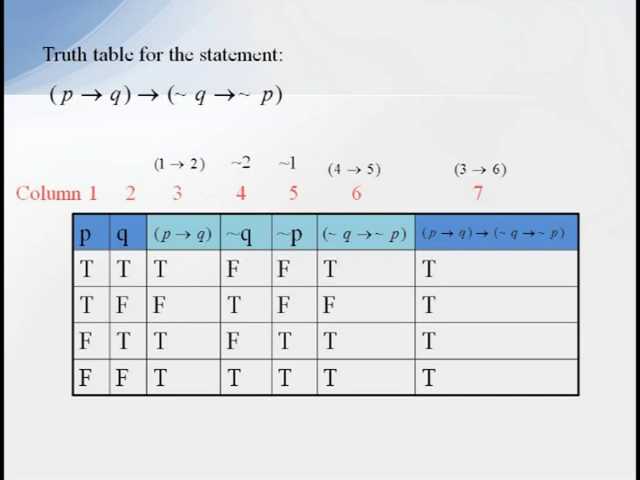 Truth table for the statement:
(p → q) → (~ q → ~ p)
(1 → 2) ~2 ~1 (4 → 5) (3 → 6)
Column 1 2 3 4 5 6 7
p q (p → q) ~q ~p (~ q → ~ p) (p → q) → (~ q → ~ p)
T T T F F T T
T F F T F F T
F T T F T T T
F F T T T T T